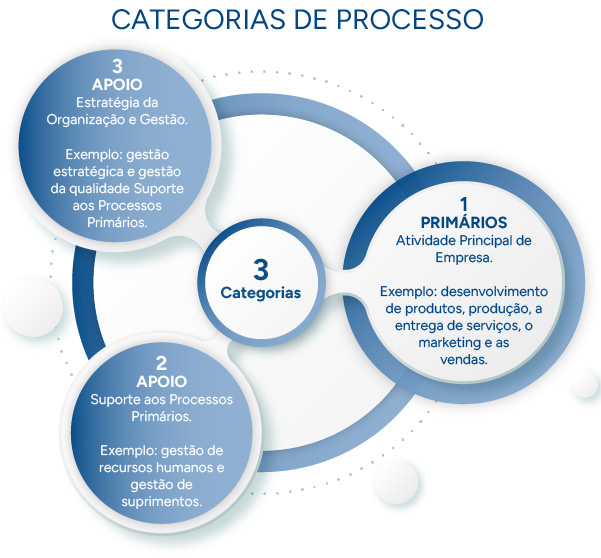 CATEGORIAS DE PROCESSO
3
APOIO
Estratégia da
Organização e Gestão.
Exemplo: gestão
estratégica e gestão
da qualidade Suporte
aos Processos
Primários.
3
Categorias
1
PRIMÁRIOS
Atividade Principal de
Empresa.
Exemplo: desenvolvimento
de produtos, produção, a
entrega de serviços, o
marketing e as
vendas.
2
APOIO
Suporte aos Processos
Primários.
Exemplo: gestão de
recursos humanos e
gestão de
suprimentos.